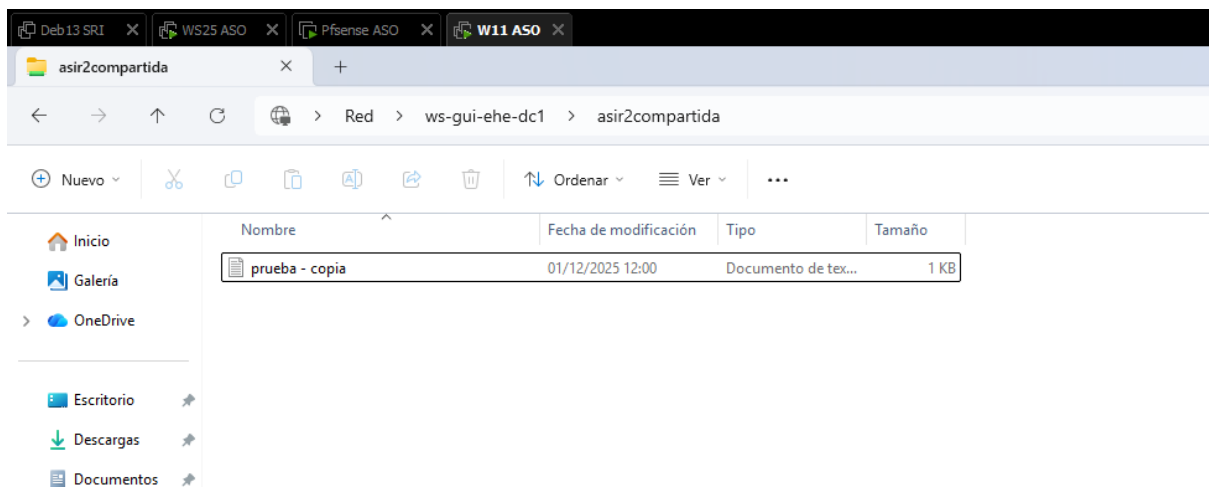 Deb13 SRI WS25 ASO Pfsense ASO W11 ASO
asir2compartida
Red > ws-gui-ehe-dc1 > asir2compartida
Nuevo Ordenar Ver ...
Nombre Fecha de modificación Tipo Tamaño
Inicio
prueba - copia 01/12/2025 12:00 Documento de tex... 1 KB
Galería
OneDrive
Escritorio
Descargas
Documentos